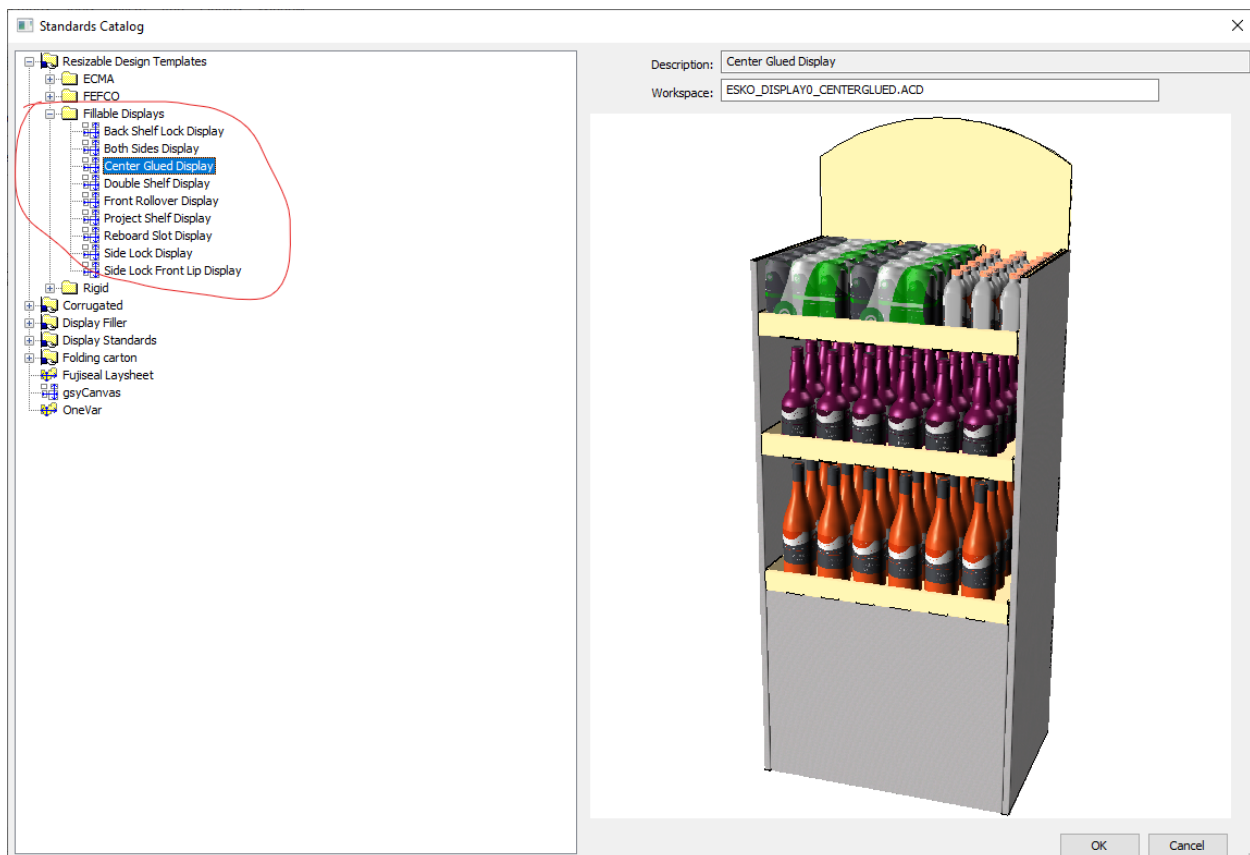 Standards Catalog
Resizable Design Templates
ECMA
FEFCO
Fillable Displays
Back Shelf Lock Display
Both Sides Display
Center Glued Display
Double Shelf Display
Front Rollover Display
Project Shelf Display
Reboard Slot Display
Side Lock Display
Side Lock Front Lip Display
Rigid
Corrugated
Display Filler
Display Standards
Folding carton
Fujiseal Laysheet
gsyCanvas
OneVar
Description: Center Glued Display
Workspace: ESKO_DISPLAY0_CENTERGLUED.ACD
OK Cancel